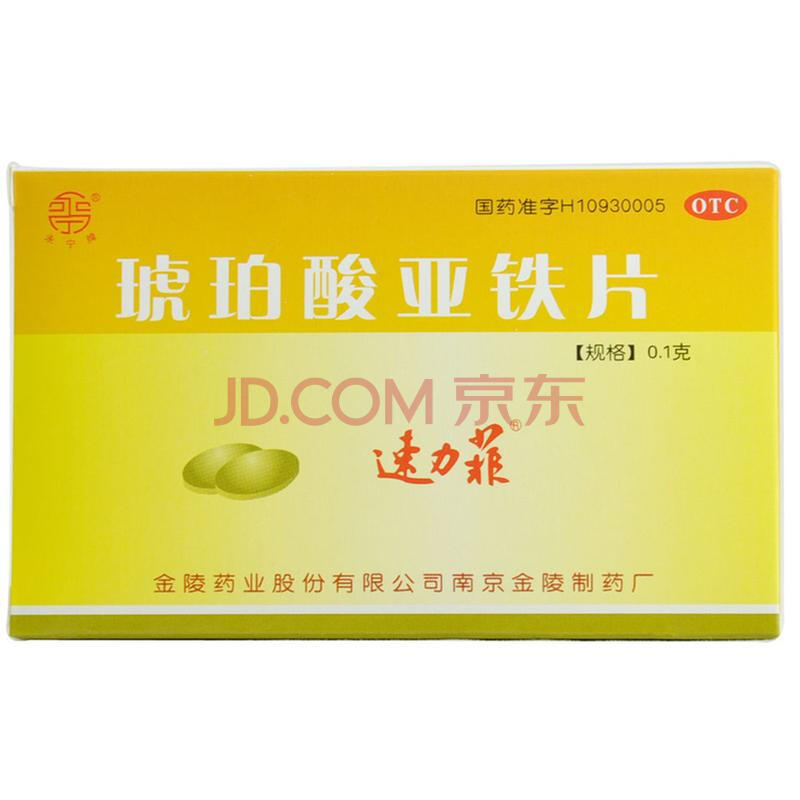 国药准字H10930005 OTC
琥珀酸亚铁片
【规格】0.1克
JD.COM 京东
速力菲®
金陵药业股份有限公司南京金陵制药厂